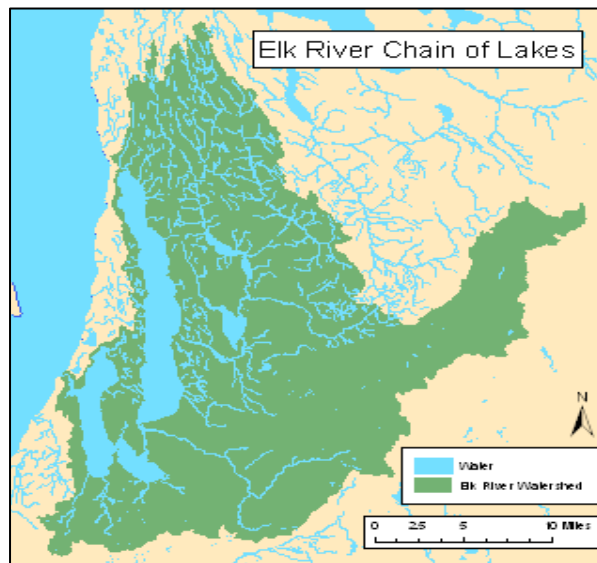 Elk River Chain of Lakes
N
Water
Elk River Watershed
0 2.5 5 10 Miles